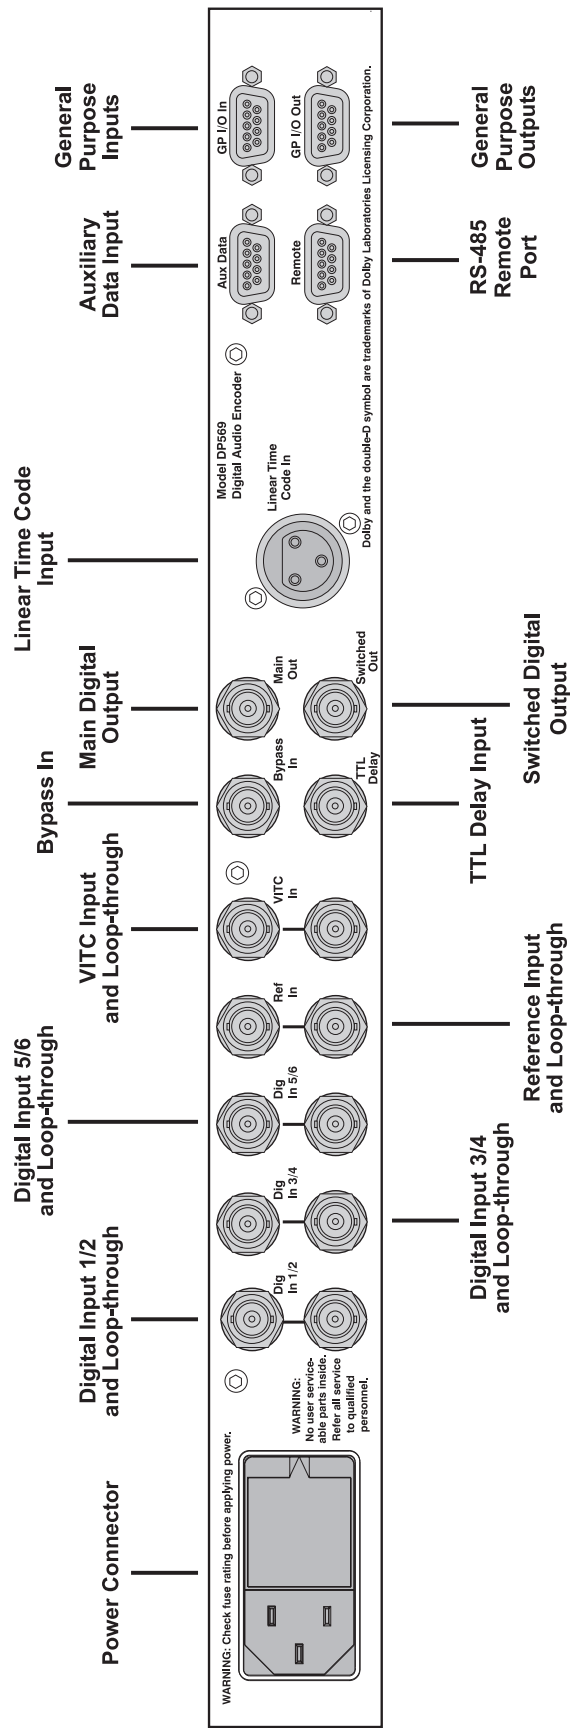 Power Connector
Digital Input 1/2
and Loop-through
Digital Input 5/6
and Loop-through
VITC Input
and Loop-through
Bypass In
Main Digital
Output
Linear Time Code
Input
Auxiliary
Data Input
General
Purpose
Inputs
WARNING: Check fuse rating before applying power.
WARNING:
No user service-
able parts inside.
Refer all service
to qualified
personnel.
Dig
In 1/2
Dig
In 3/4
Dig
In 5/6
Ref
In
VITC
In
Bypass
In
TTL
Delay
Main
Out
Switched
Out
Model DP569
Digital Audio Encoder
Linear Time
Code In
Aux Data
Remote
GP I/O In
GP I/O Out
Dolby and the double-D symbol are trademarks of Dolby Laboratories Licensing Corporation.
Digital Input 3/4
and Loop-through
Reference Input
and Loop-through
TTL Delay Input
Switched Digital
Output
RS-485
Remote
Port
General
Purpose
Outputs